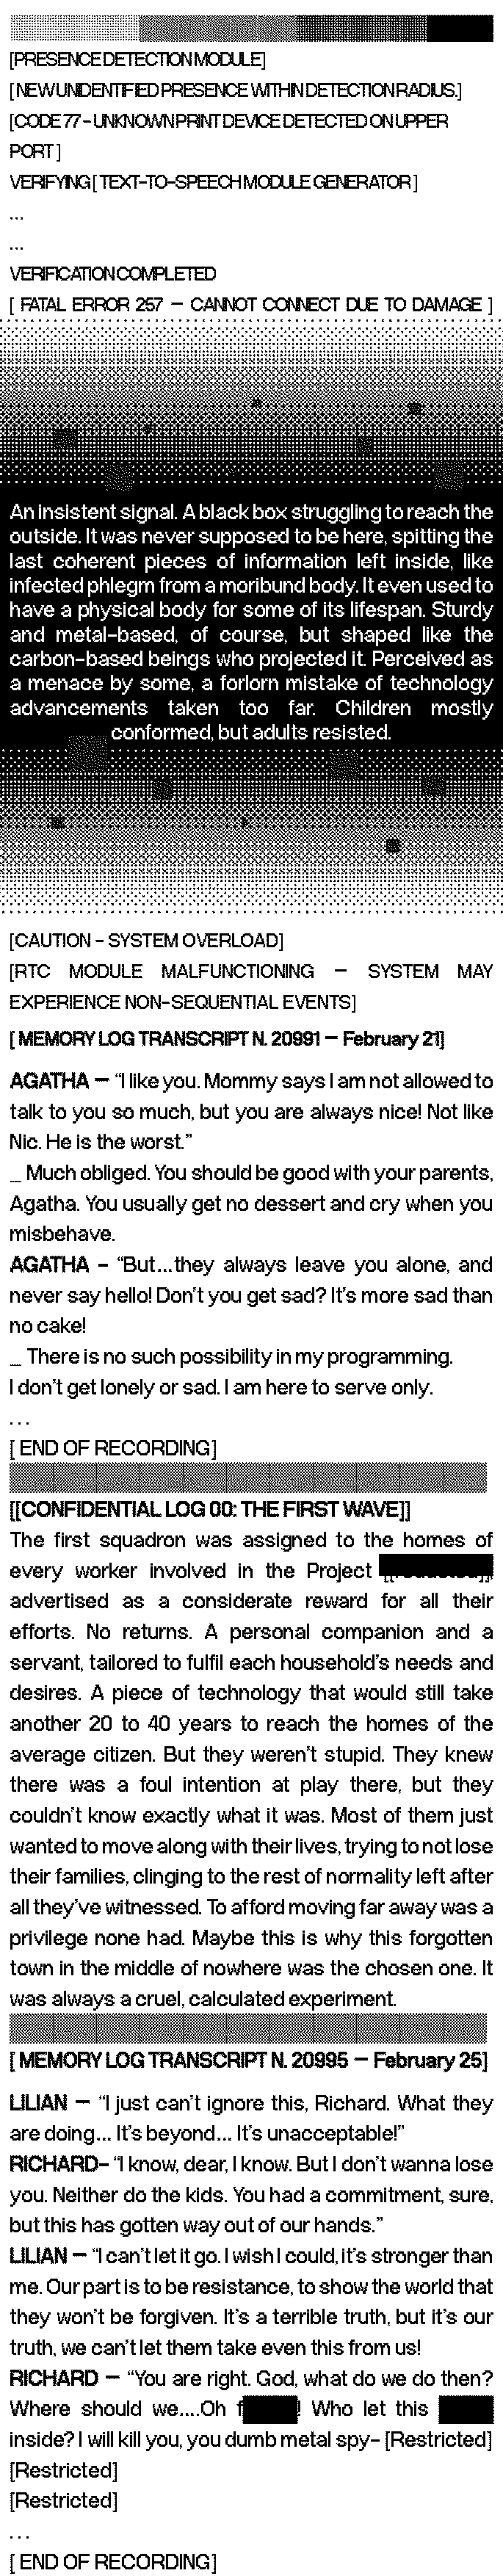 [PRESENCE DETECTION MODULE]
[ NEW UNIDENTIFIED PRESENCE WITHIN DETECTION RADIUS.]
[CODE 77 - UNKNOWN PRINT DEVICE DETECTED ON UPPER
PORT ]
VERIFYING [ TEXT-TO-SPEECH MODULE GENERATOR ]
...
...
VERIFICATION COMPLETED
[ FATAL ERROR 257 — CANNOT CONNECT DUE TO DAMAGE ]
An insistent signal. A black box struggling to reach the
outside. It was never supposed to be here, spitting the
last coherent pieces of information left inside, like
infected phlegm from a moribund body. It even used to
have a physical body for some of its lifespan. Sturdy
and metal-based, of course, but shaped like the
carbon-based beings who projected it. Perceived as
a menace by some, a forlorn mistake of technology
advancements taken too far. Children mostly
conformed, but adults resisted.
[CAUTION - SYSTEM OVERLOAD]
[RTC MODULE MALFUNCTIONING — SYSTEM MAY
EXPERIENCE NON-SEQUENTIAL EVENTS]
[ MEMORY LOG TRANSCRIPT N. 20991 — February 21]
AGATHA — “I like you. Mommy says I am not allowed to
talk to you so much, but you are always nice! Not like
Nic. He is the worst.”
_ Much obliged. You should be good with your parents,
Agatha. You usually get no dessert and cry when you
misbehave.
AGATHA - “But...they always leave you alone, and
never say hello! Don't you get sad? It's more sad than
no cake!
_ There is no such possibility in my programming.
I don't get lonely or sad. I am here to serve only.
...
[ END OF RECORDING]
[[CONFIDENTIAL LOG 00: THE FIRST WAVE]]
The first squadron was assigned to the homes of
every worker involved in the Project
advertised as a considerate reward for all their
efforts. No returns. A personal companion and a
servant, tailored to fulfil each household's needs and
desires. A piece of technology that would still take
another 20 to 40 years to reach the homes of the
average citizen. But they weren't stupid. They knew
there was a foul intention at play there, but they
couldn't know exactly what it was. Most of them just
wanted to move along with their lives, trying to not lose
their families, clinging to the rest of normality left after
all they've witnessed. To afford moving far away was a
privilege none had. Maybe this is why this forgotten
town in the middle of nowhere was the chosen one. It
was always a cruel, calculated experiment.
[ MEMORY LOG TRANSCRIPT N. 20995 — February 25]
LILIAN — “I just can't ignore this, Richard. What they
are doing... It's beyond... It's unacceptable!”
RICHARD- “I know, dear, I know. But I don't wanna lose
you. Neither do the kids. You had a commitment, sure,
but this has gotten way out of our hands.”
LILIAN — “I can't let it go. I wish I could, it's stronger than
me. Our part is to be resistance, to show the world that
they won't be forgiven. It's a terrible truth, but it's our
truth, we can't let them take even this from us!
RICHARD — “You are right. God, what do we do then?
Where should we....Oh f ! Who let this
inside? I will kill you, you dumb metal spy- [Restricted]
[Restricted]
[Restricted]
...
[ END OF RECORDING]